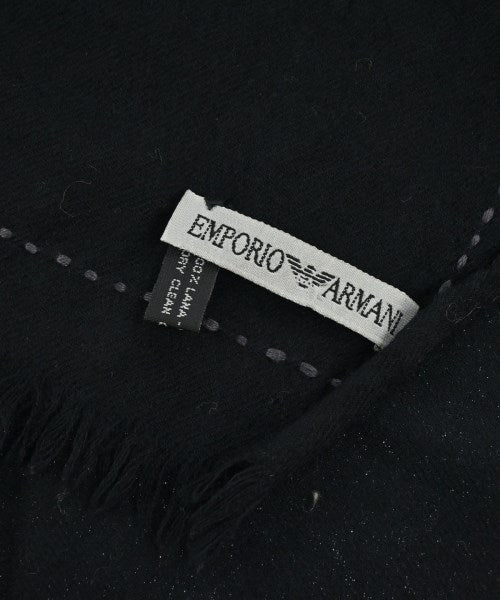 EMPORIO ARMANI
100% LANA -
DRY CLEAN